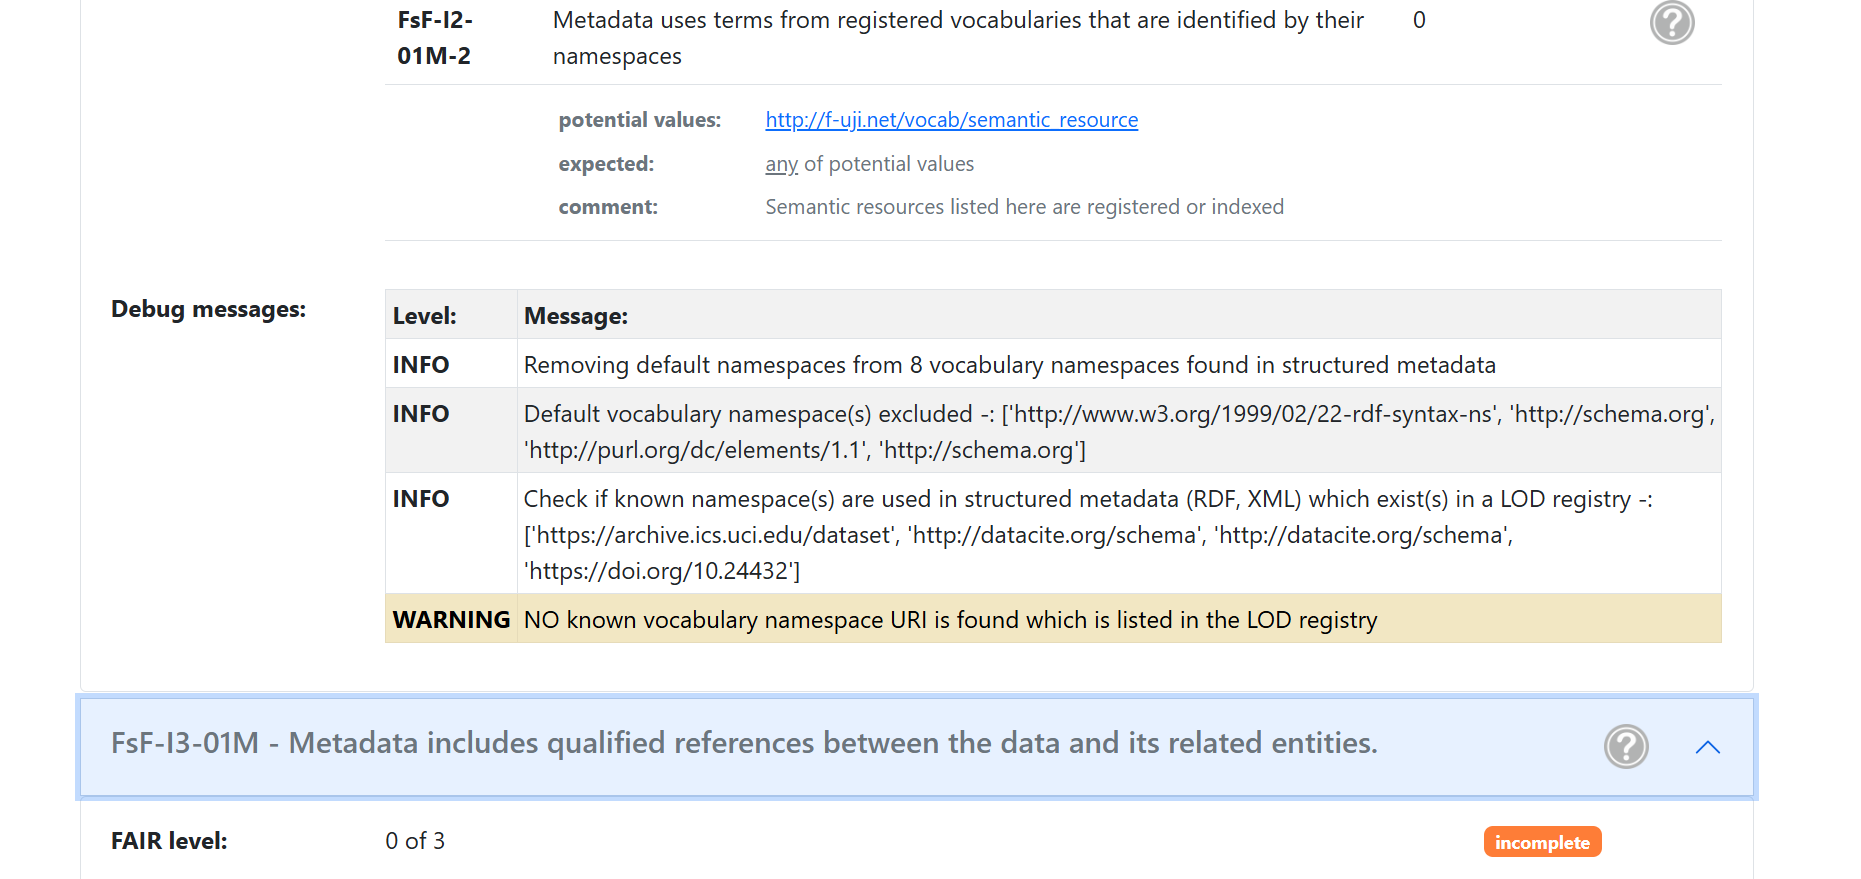 FsF-I2-
01M-2
Metadata uses terms from registered vocabularies that are identified by their
namespaces
0
?
potential values:
http://f-uji.net/vocab/semantic_resource
expected:
any of potential values
comment:
Semantic resources listed here are registered or indexed
Debug messages:
Level:
Message:
INFO
Removing default namespaces from 8 vocabulary namespaces found in structured metadata
INFO
Default vocabulary namespace(s) excluded -: ['http://www.w3.org/1999/02/22-rdf-syntax-ns', 'http://schema.org',
'http://purl.org/dc/elements/1.1', 'http://schema.org']
INFO
Check if known namespace(s) are used in structured metadata (RDF, XML) which exist(s) in a LOD registry -:
['https://archive.ics.uci.edu/dataset', 'http://datacite.org/schema', 'http://datacite.org/schema',
'https://doi.org/10.24432']
WARNING
NO known vocabulary namespace URI is found which is listed in the LOD registry
FsF-I3-01M - Metadata includes qualified references between the data and its related entities.
?
FAIR level:
0 of 3
incomplete